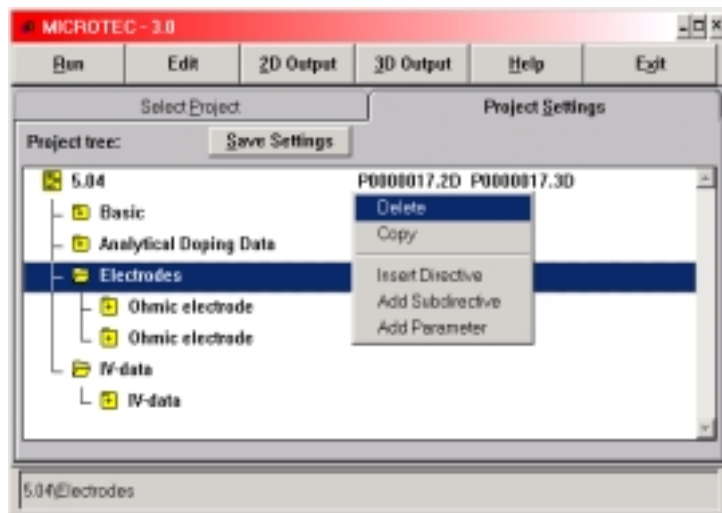 MICROTEC - 3.0
Run Edit 2D Output 3D Output Help Exit
Select Project Project Settings
Project tree: Save Settings
5.04 P0000017.2D P0000017.3D
Basic
Analytical Doping Data
Electrodes
Ohmic electrode
Ohmic electrode
IV-data
IV-data
Delete
Copy
Insert Directive
Add Subdirective
Add Parameter
5.04\Electrodes